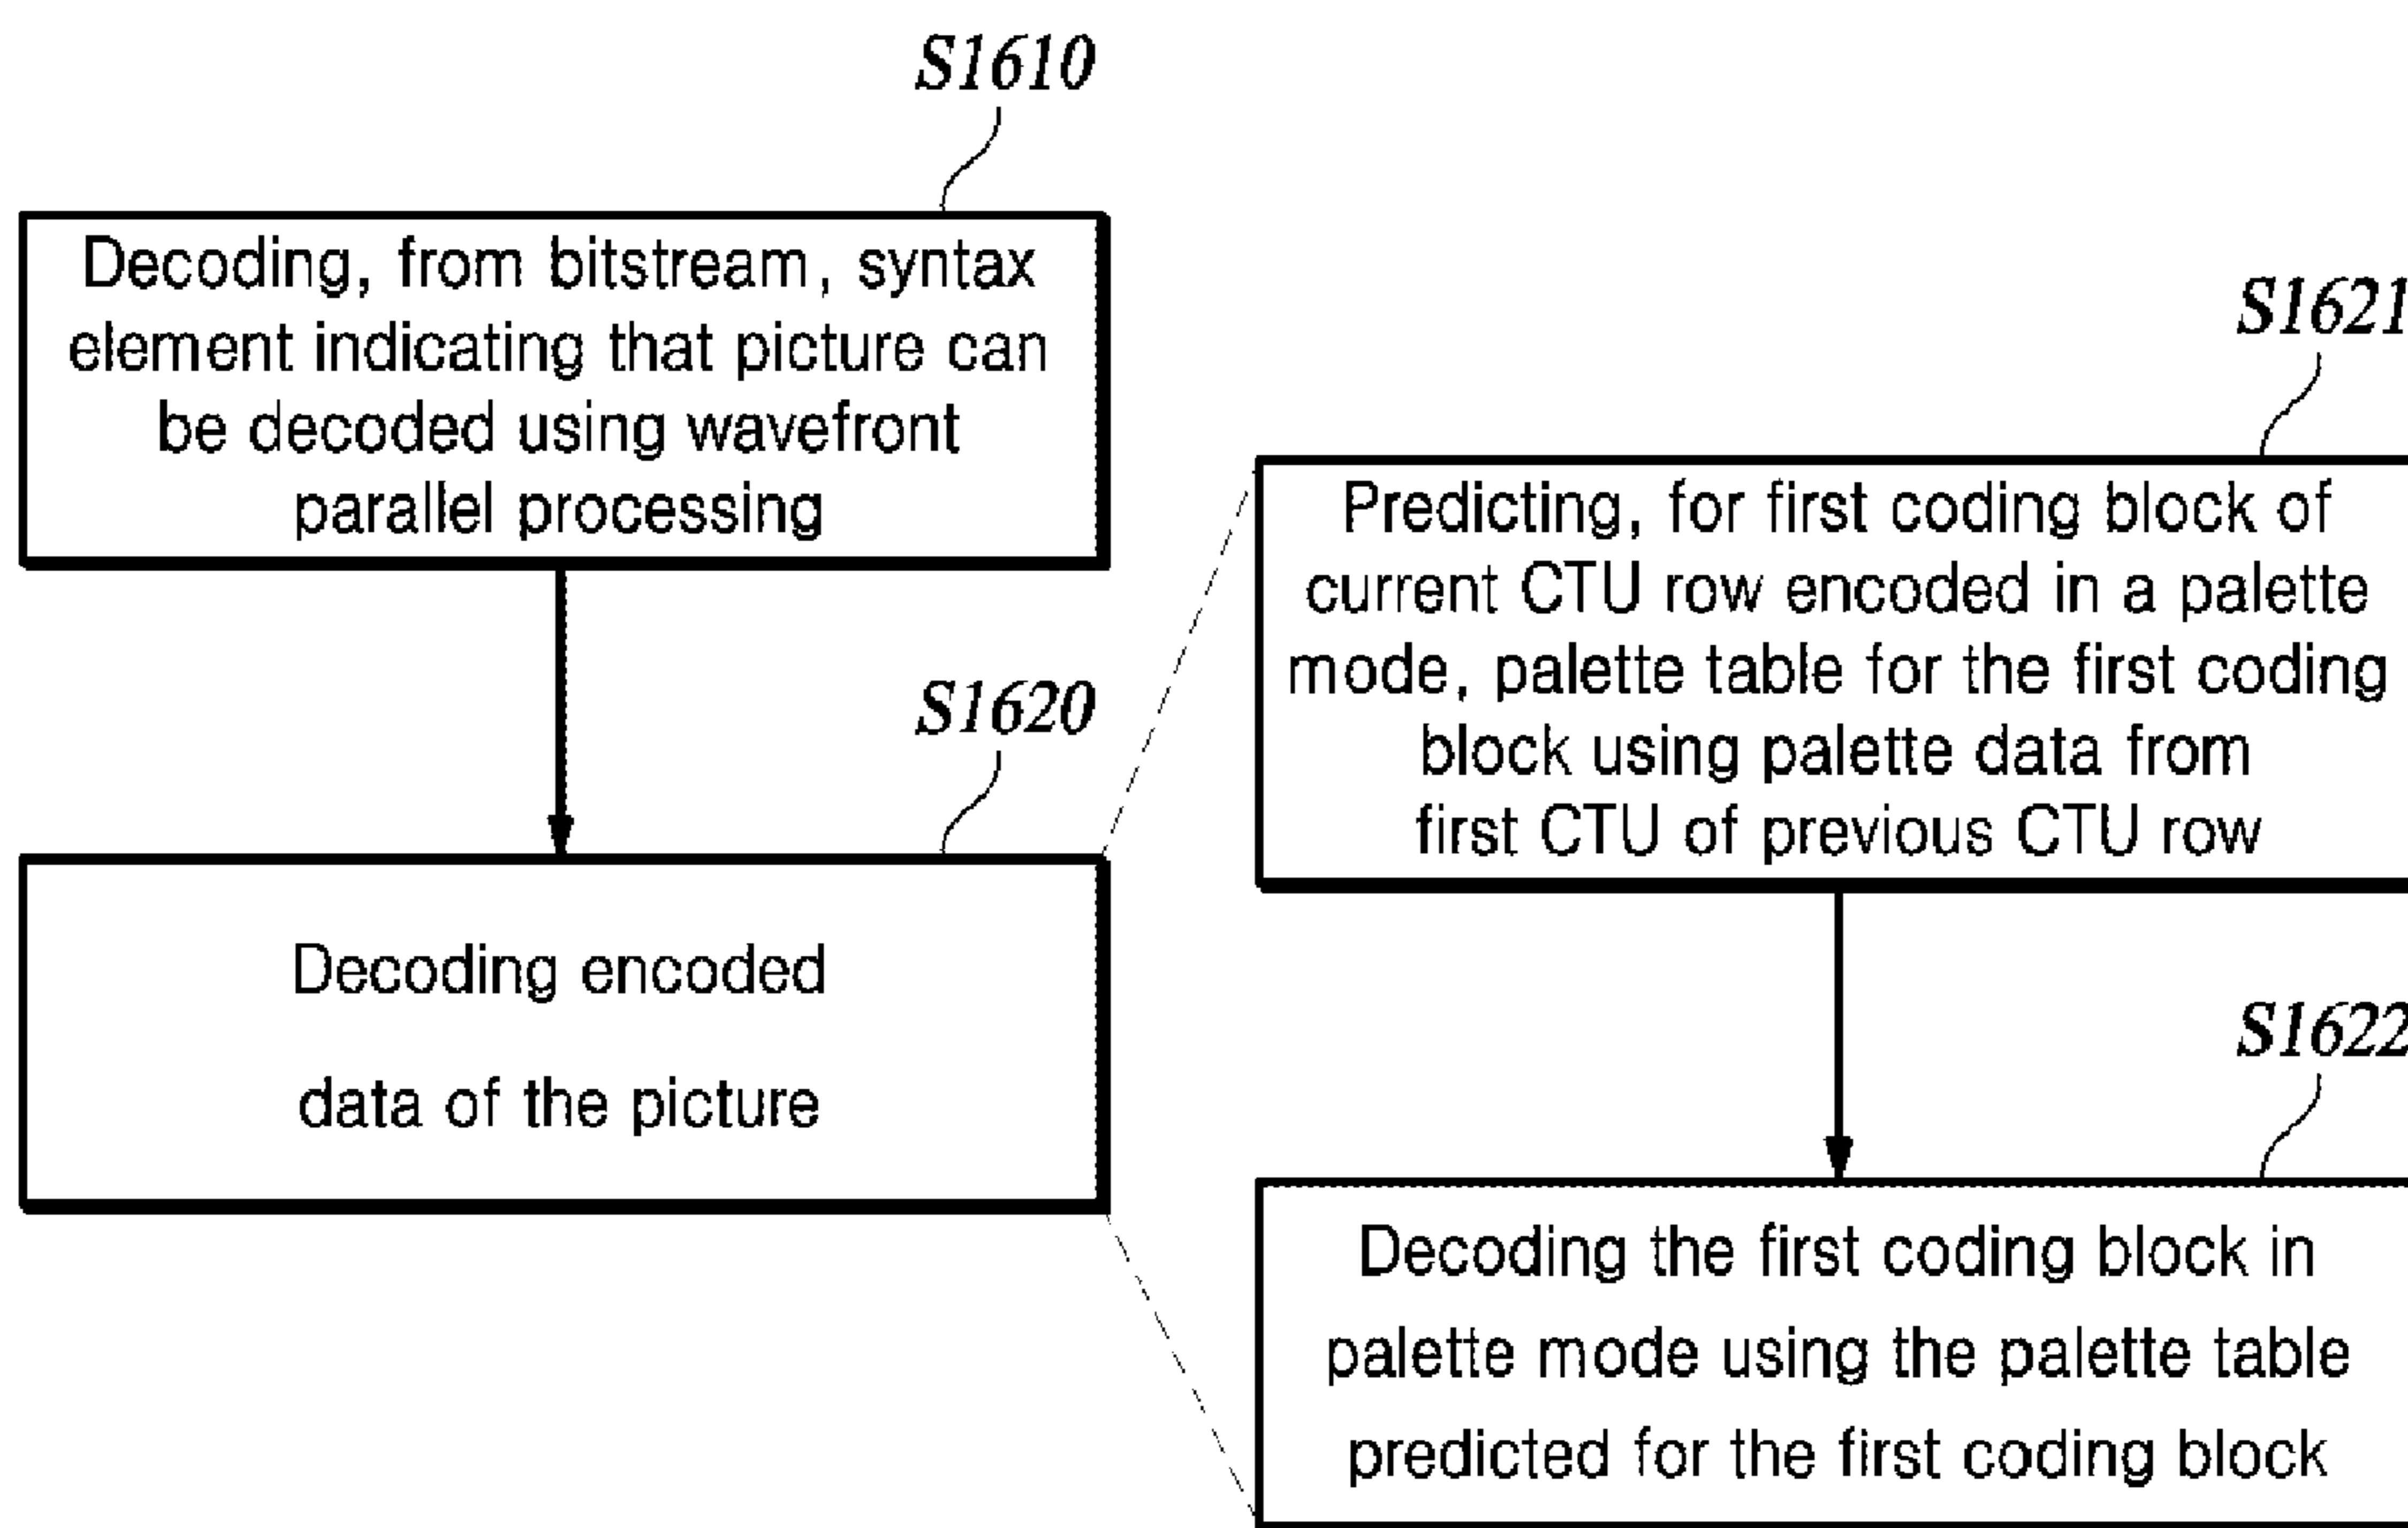 S1610
Decoding, from bitstream, syntax
element indicating that picture can
be decoded using wavefront
parallel processing
S1620
Decoding encoded
data of the picture
S1621
Predicting, for first coding block of
current CTU row encoded in a palette
mode, palette table for the first coding
block using palette data from
first CTU of previous CTU row
S1622
Decoding the first coding block in
palette mode using the palette table
predicted for the first coding block